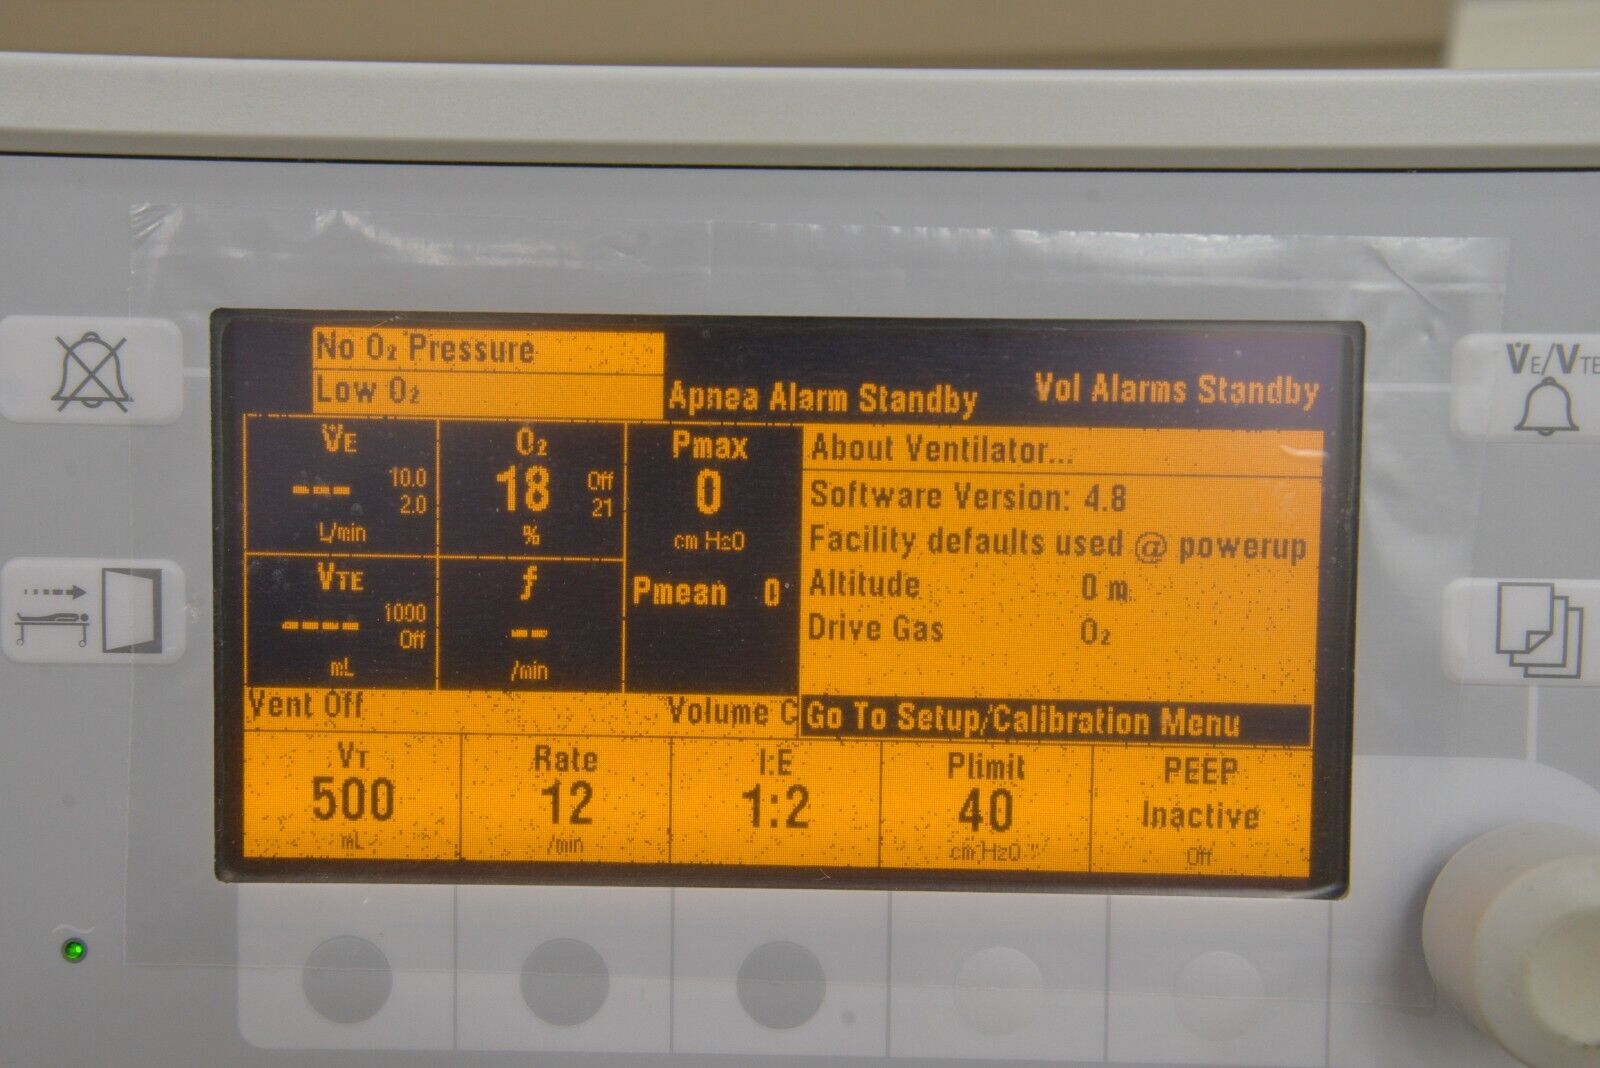 No O₂ Pressure
Low O₂
Apnea Alarm Standby
Vol Alarms Standby
V̇E/VTE
V̇E
--- 10.0
2.0
L/min
O₂
18 Off
21
%
Pmax
0
cm H₂O
Pmean 0
VTE
---- 1000
Off
mL
f
--
/min
About Ventilator...
Software Version: 4.8
Facility defaults used @ powerup
Altitude 0 m
Drive Gas O₂
Go To Setup/Calibration Menu
Vent Off
Volume C
VT
500
mL
Rate
12
/min
I:E
1:2
Plimit
40
cm H₂O
PEEP
Inactive
Off